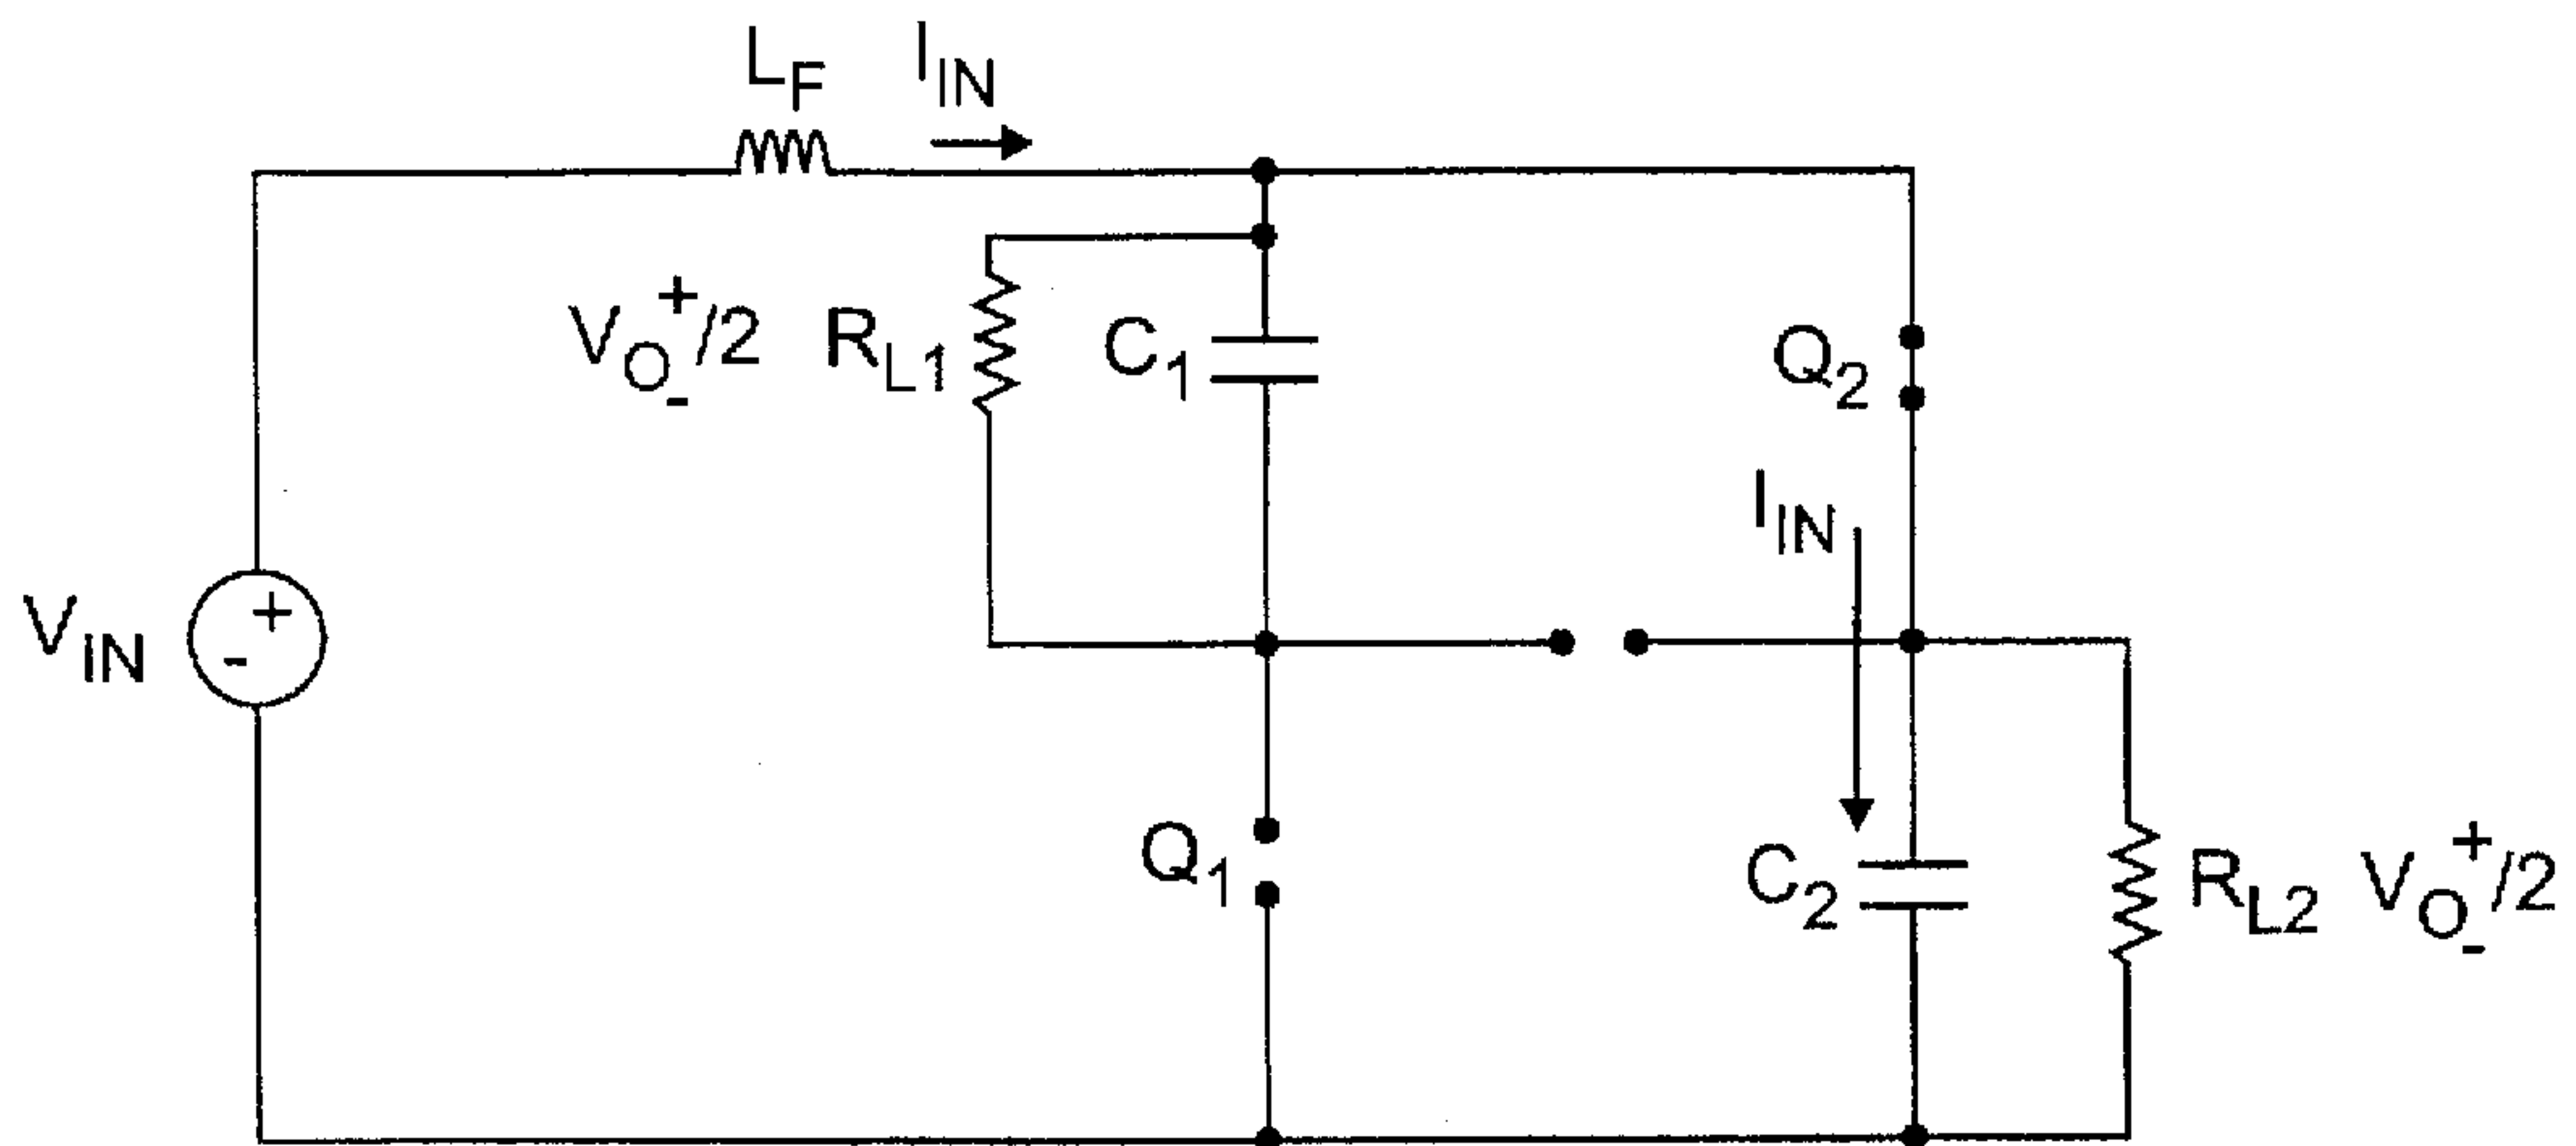 L_F
I_IN
V_O^+_-/2
R_L1
C_1
Q_2
I_IN
V_IN
+
-
Q_1
C_2
R_L2
V_O^+_-/2